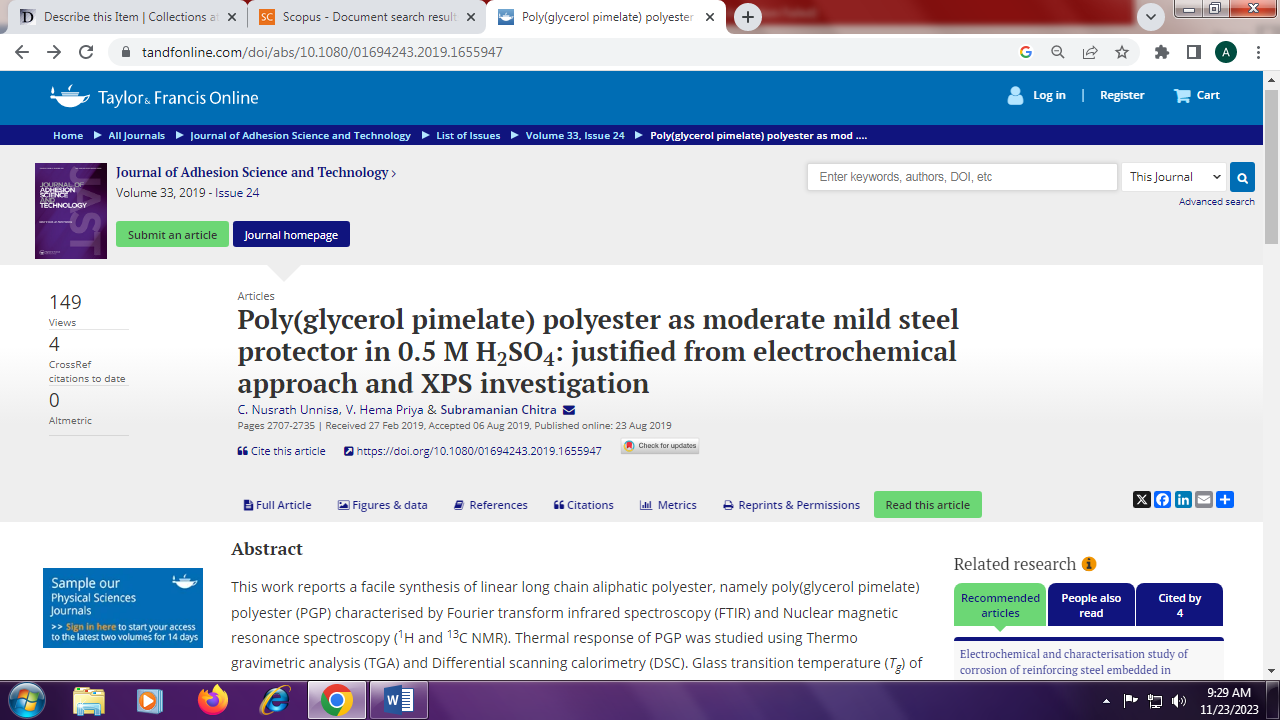 Describe this Item | Collections at
Scopus - Document search result
Poly(glycerol pimelate) polyester
tandfonline.com/doi/abs/10.1080/01694243.2019.1655947
A
Taylor & Francis Online
Log in | Register Cart
Home All Journals Journal of Adhesion Science and Technology List of Issues Volume 33, Issue 24 Poly(glycerol pimelate) polyester as mod ....
JOURNAL OF
ADHESION
SCIENCE
AND
TECHNOLOGY
JAST
Journal of Adhesion Science and Technology >
Volume 33, 2019 - Issue 24
Enter keywords, authors, DOI, etc
This Journal
Advanced search
Submit an article
Journal homepage
149
Views
4
CrossRef
citations to date
0
Altmetric
Articles
Poly(glycerol pimelate) polyester as moderate mild steel
protector in 0.5 M H₂SO₄: justified from electrochemical
approach and XPS investigation
C. Nusrath Unnisa, V. Hema Priya & Subramanian Chitra
Pages 2707-2735 | Received 27 Feb 2019, Accepted 06 Aug 2019, Published online: 23 Aug 2019
Cite this article https://doi.org/10.1080/01694243.2019.1655947 Check for updates
Full Article Figures & data References Citations Metrics Reprints & Permissions Read this article
Abstract
This work reports a facile synthesis of linear long chain aliphatic polyester, namely poly(glycerol pimelate)
polyester (PGP) characterised by Fourier transform infrared spectroscopy (FTIR) and Nuclear magnetic
resonance spectroscopy (¹H and ¹³C NMR). Thermal response of PGP was studied using Thermo
gravimetric analysis (TGA) and Differential scanning calorimetry (DSC). Glass transition temperature (Tg) of
Sample our
Physical Sciences
Journals
>> Sign in here to start your access
to the latest two volumes for 14 days
Related research
Recommended
articles
People also
read
Cited by
4
Electrochemical and characterisation study of
corrosion of reinforcing steel embedded in
9:29 AM
11/23/2023